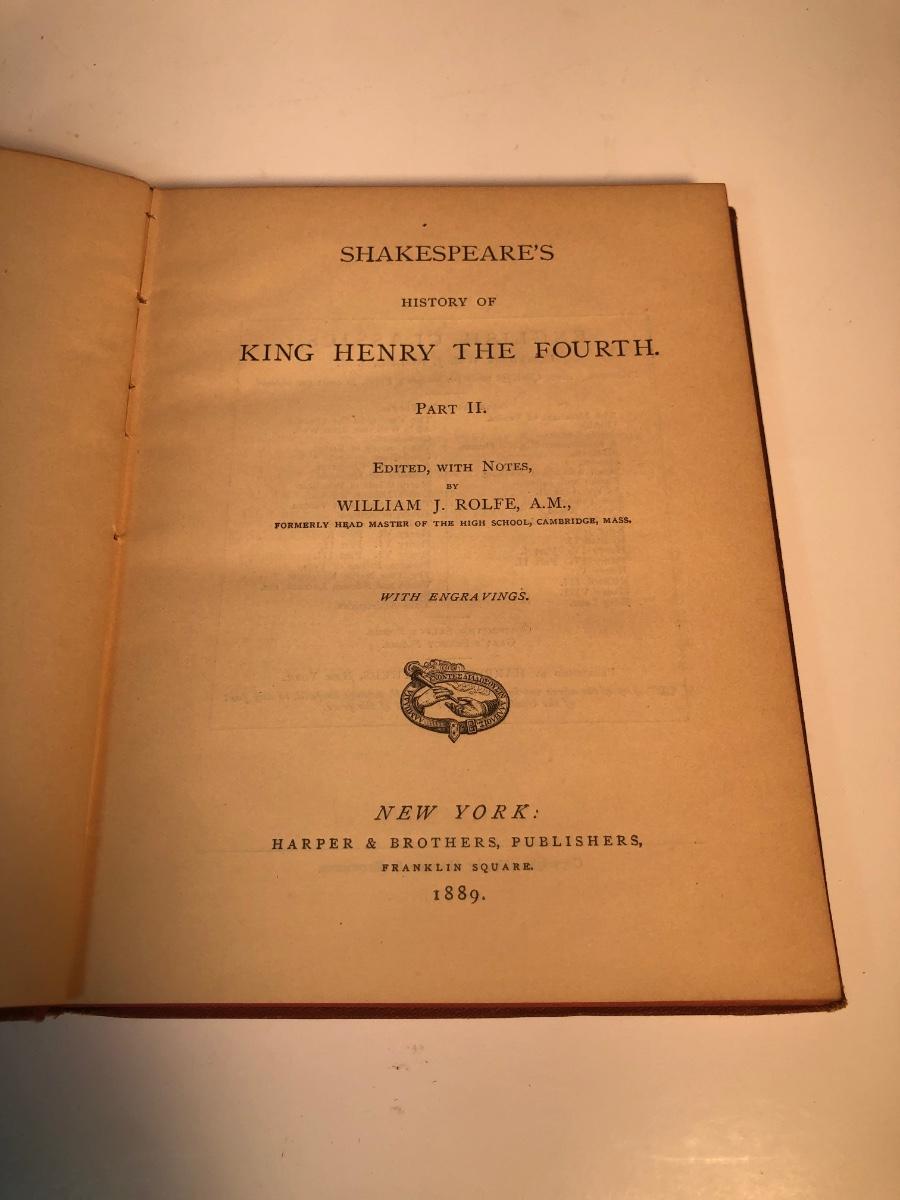 SHAKESPEARE'S
HISTORY OF
KING HENRY THE FOURTH.
PART II.
EDITED, WITH NOTES,
BY
WILLIAM J. ROLFE, A.M.,
FORMERLY HEAD MASTER OF THE HIGH SCHOOL, CAMBRIDGE, MASS.
WITH ENGRAVINGS.
NEW YORK:
HARPER & BROTHERS, PUBLISHERS,
FRANKLIN SQUARE.
1889.